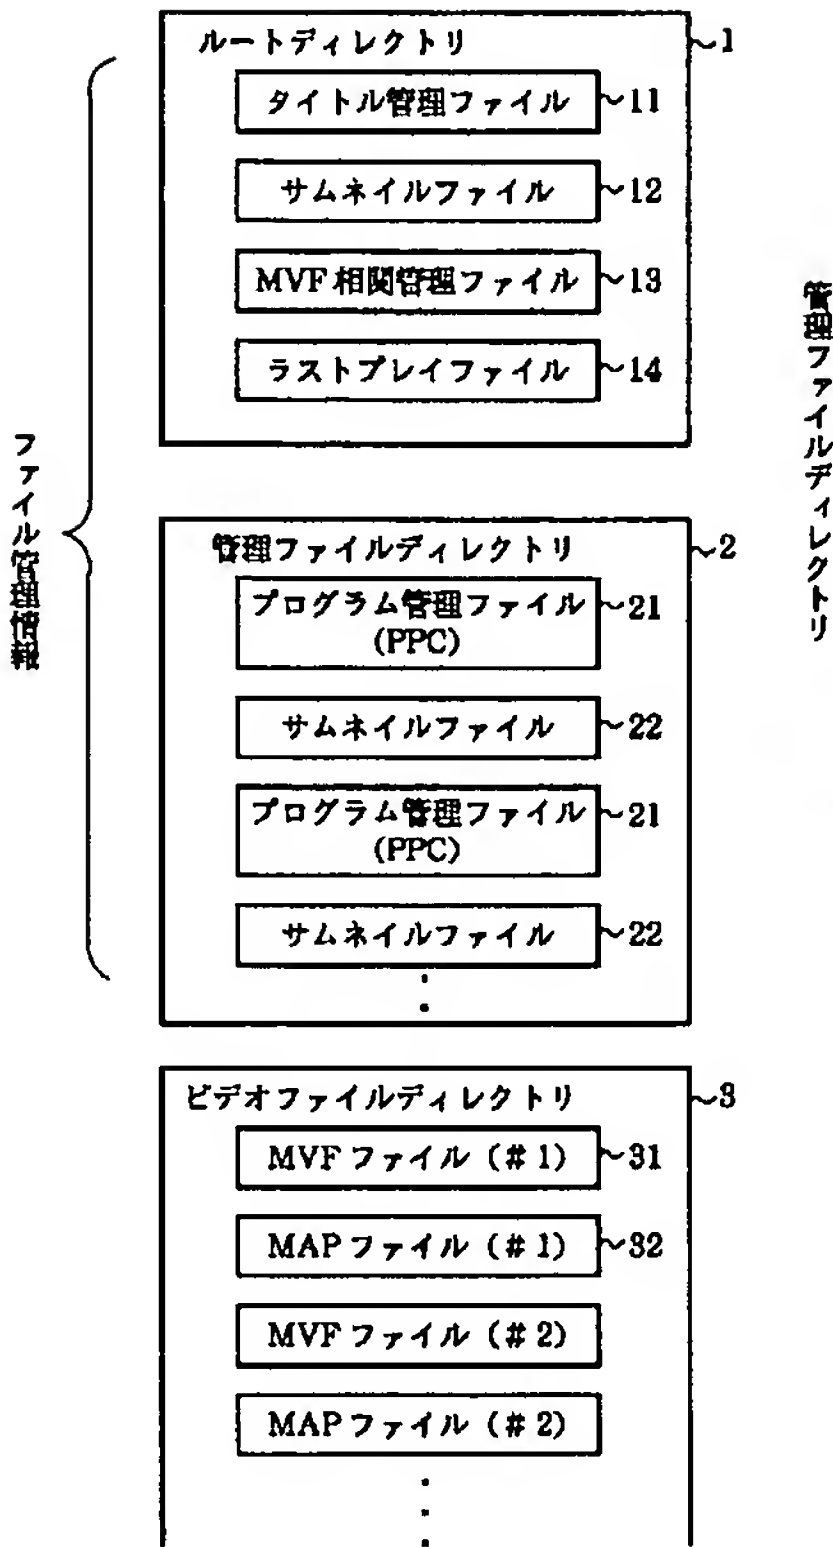 ルートディレクトリ ~1
タイトル管理ファイル ~11
サムネイルファイル ~12
MVF相関管理ファイル ~13
ラストプレイファイル ~14
管理ファイルディレクトリ
ファイル管理情報
管理ファイルディレクトリ ~2
プログラム管理ファイル ~21
(PPC)
サムネイルファイル ~22
プログラム管理ファイル ~21
(PPC)
サムネイルファイル ~22
ビデオファイルディレクトリ ~3
MVFファイル (#1) ~31
MAPファイル (#1) ~32
MVFファイル (#2)
MAPファイル (#2)